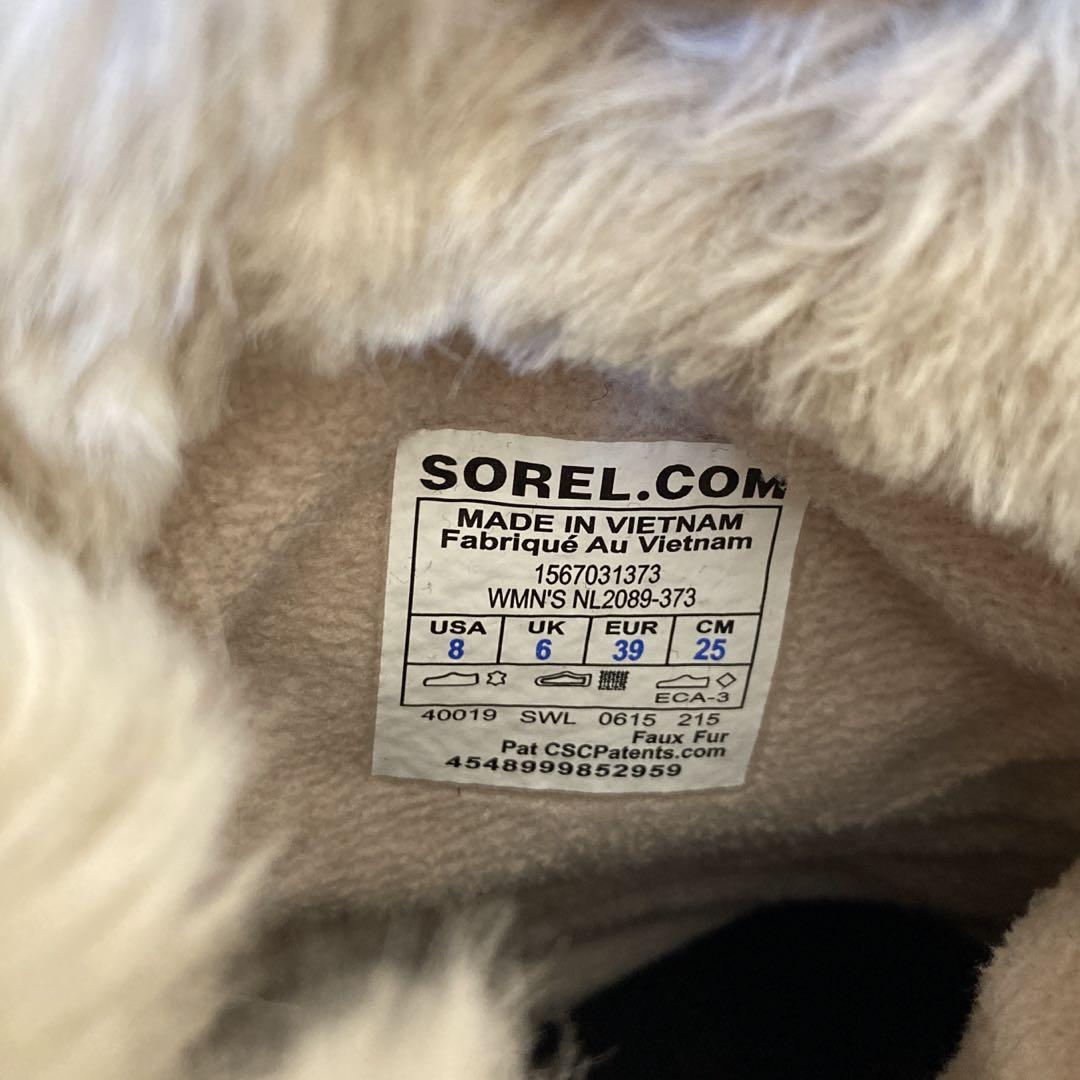 SOREL.COM
MADE IN VIETNAM
Fabriqué Au Vietnam
1567031373
WMN'S NL2089-373
USA UK EUR CM
8 6 39 25
ECA-3
40019 SWL 0615 215
Faux Fur
Pat CSCPatents.com
4548999852959